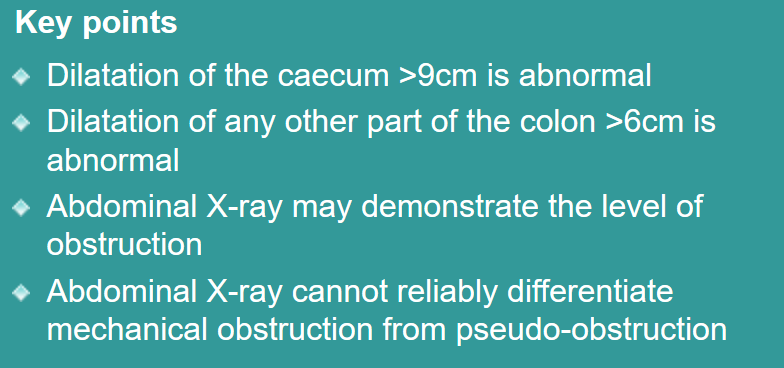 Key points
Dilatation of the caecum >9cm is abnormal
Dilatation of any other part of the colon >6cm is
abnormal
Abdominal X-ray may demonstrate the level of
obstruction
Abdominal X-ray cannot reliably differentiate
mechanical obstruction from pseudo-obstruction